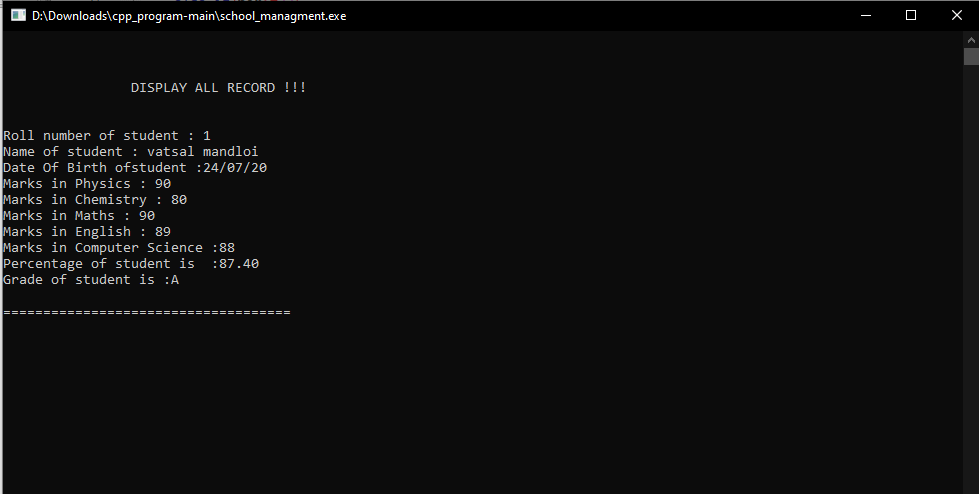 D:\Downloads\cpp_program-main\school_managment.exe
DISPLAY ALL RECORD !!!
Roll number of student : 1
Name of student : vatsal mandloi
Date Of Birth ofstudent :24/07/20
Marks in Physics : 90
Marks in Chemistry : 80
Marks in Maths : 90
Marks in English : 89
Marks in Computer Science :88
Percentage of student is  :87.40
Grade of student is :A
====================================